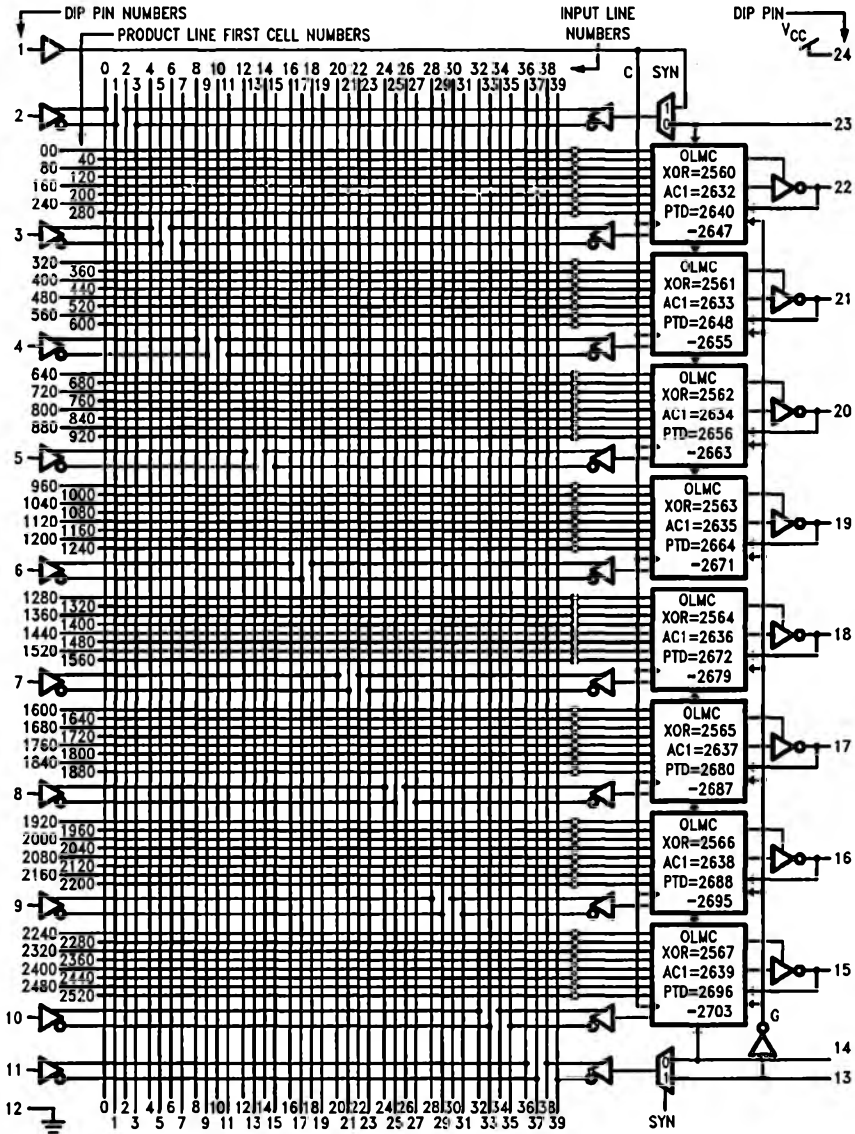 DIP PIN NUMBERS
PRODUCT LINE FIRST CELL NUMBERS
INPUT LINE NUMBERS
DIP PIN
VCC
24
1
0 2 4 6 8 10 12 14 16 18 20 22 24 26 28 30 32 34 36 38
1 3 5 7 9 11 13 15 17 19 21 23 25 27 29 31 33 35 37 39
C
SYN
2
1
0
23
00
40
80
120
160
200
240
280
OLMC
XOR=2560
AC1=2632
PTD=2640
-2647
22
3
320
360
400
440
480
520
560
600
OLMC
XOR=2561
AC1=2633
PTD=2648
-2655
21
4
640
680
720
760
800
840
880
920
OLMC
XOR=2562
AC1=2634
PTD=2656
-2663
20
5
960
1000
1040
1080
1120
1160
1200
1240
OLMC
XOR=2563
AC1=2635
PTD=2664
-2671
19
6
1280
1320
1360
1400
1440
1480
1520
1560
OLMC
XOR=2564
AC1=2636
PTD=2672
-2679
18
7
1600
1640
1680
1720
1760
1800
1840
1880
OLMC
XOR=2565
AC1=2637
PTD=2680
-2687
17
8
1920
1960
2000
2040
2080
2120
2160
2200
OLMC
XOR=2566
AC1=2638
PTD=2688
-2695
16
9
2240
2280
2320
2360
2400
2440
2480
2520
OLMC
XOR=2567
AC1=2639
PTD=2696
-2703
15
10
G
14
11
0
1
13
12
0 2 4 6 8 10 12 14 16 18 20 22 24 26 28 30 32 34 36 38
1 3 5 7 9 11 13 15 17 19 21 23 25 27 29 31 33 35 37 39
SYN